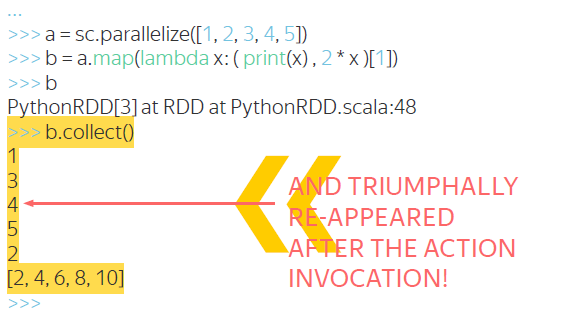 ...
>>> a = sc.parallelize([1, 2, 3, 4, 5])
>>> b = a.map(lambda x: ( print(x) , 2 * x )[1])
>>> b
PythonRDD[3] at RDD at PythonRDD.scala:48
>>> b.collect()
1
3
4
5
2
[2, 4, 6, 8, 10]
>>>
AND TRIUMPHALLY
RE-APPEARED
AFTER THE ACTION
INVOCATION!